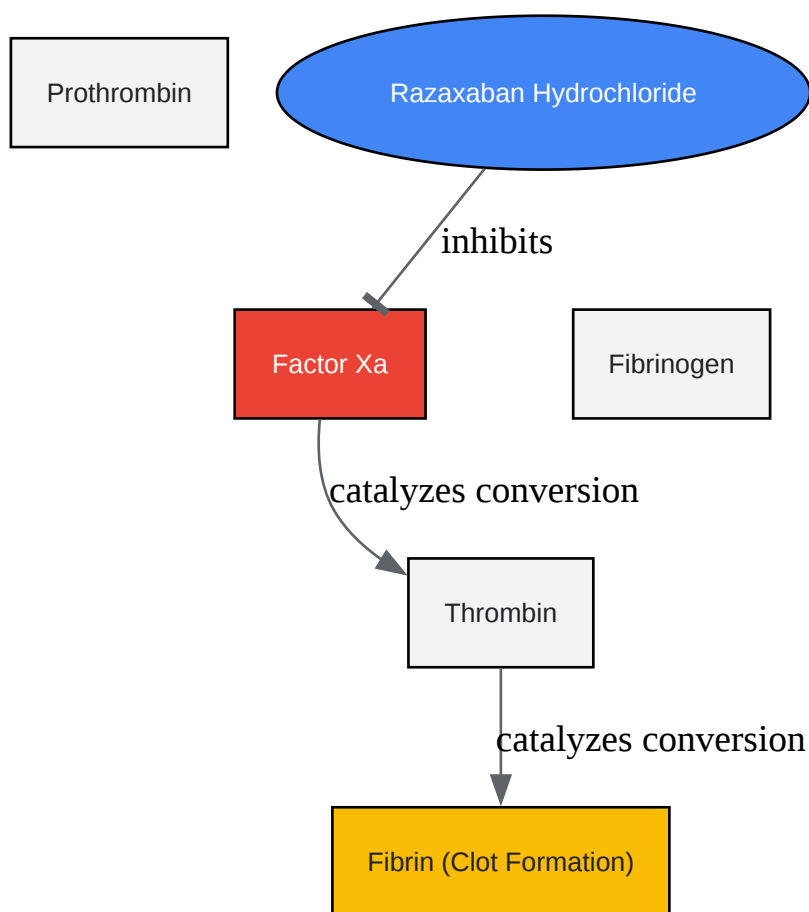 Prothrombin
Razaxaban Hydrochloride
inhibits
Factor Xa
Fibrinogen
catalyzes conversion
Thrombin
catalyzes conversion
Fibrin (Clot Formation)